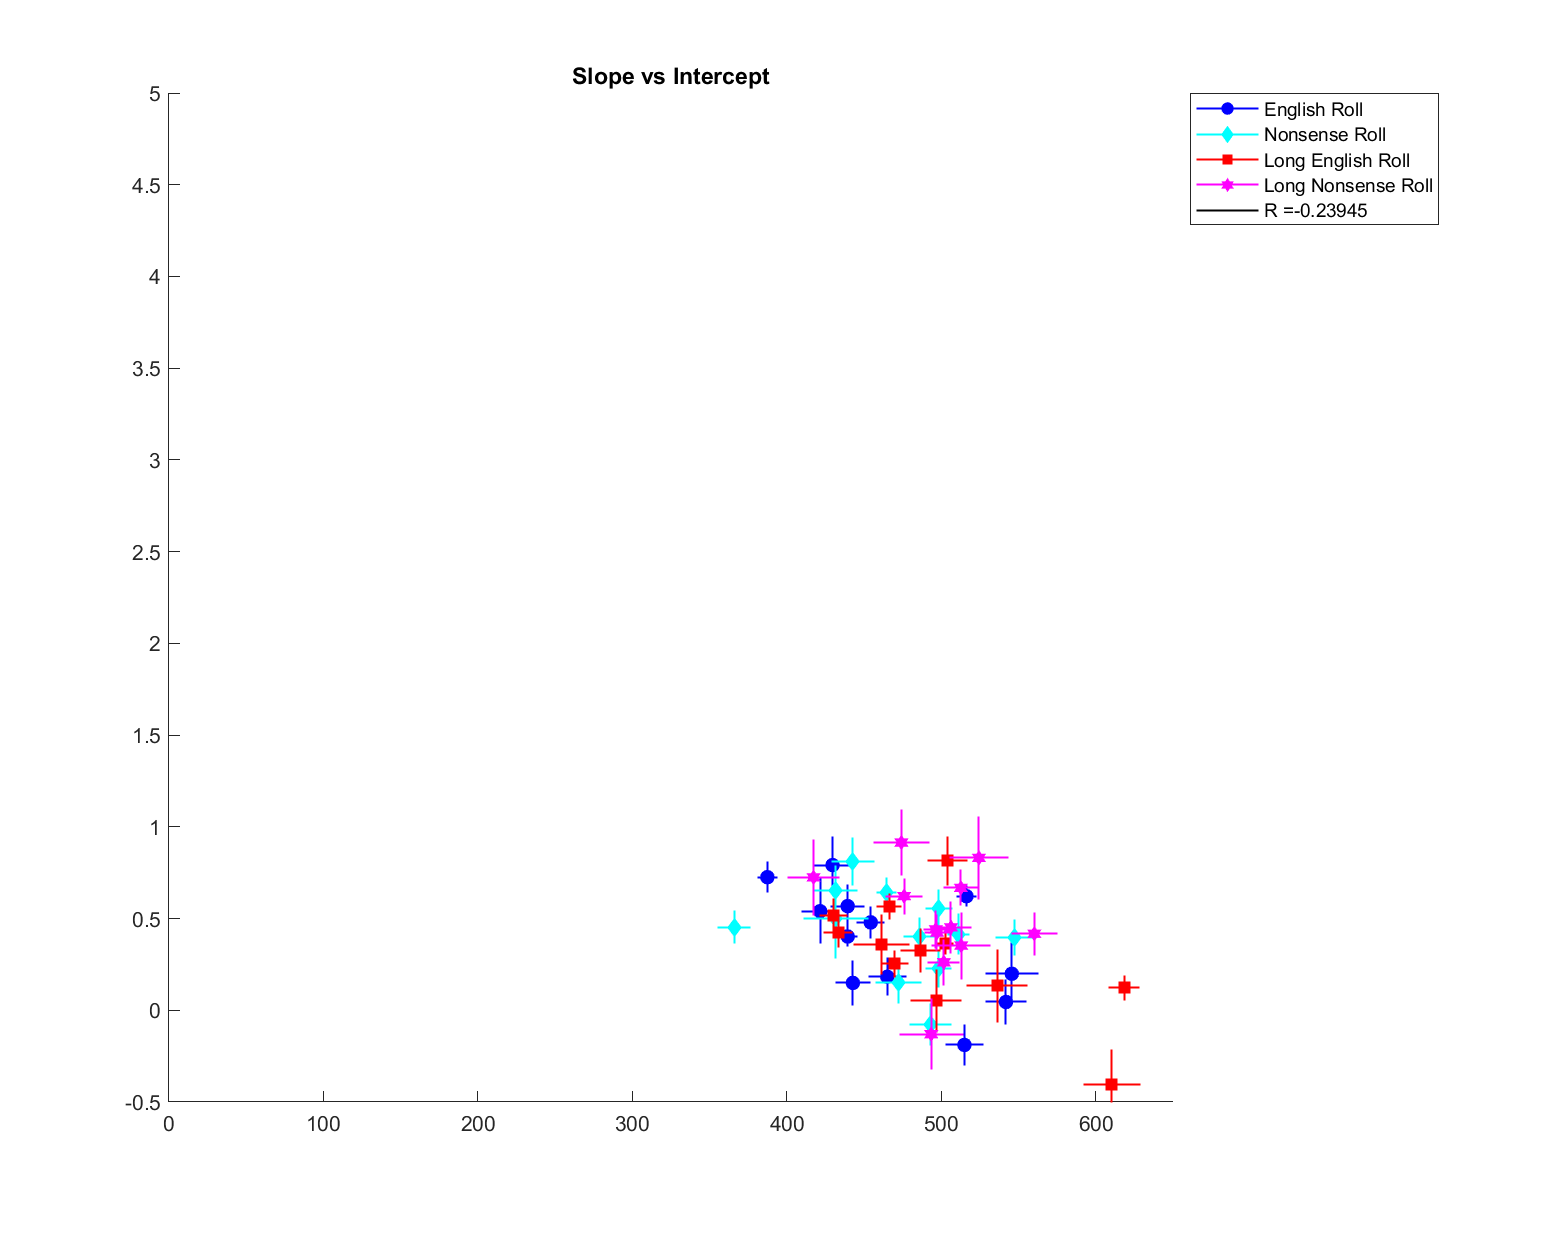 Slope vs Intercept
5
4.5
4
3.5
3
2.5
2
1.5
1
0.5
0
-0.5
0 100 200 300 400 500 600
English Roll
Nonsense Roll
Long English Roll
Long Nonsense Roll
R =-0.23945